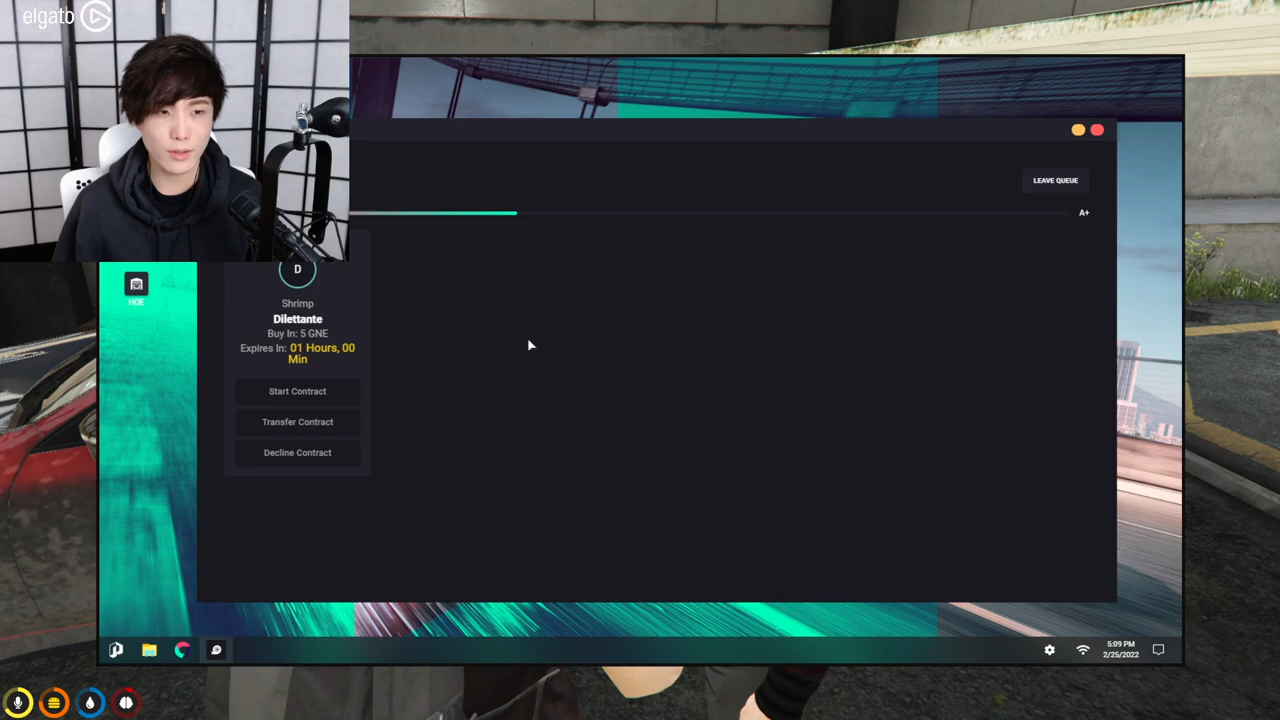 elgato
LEAVE QUEUE
A+
HOE
D
Shrimp
Dilettante
Buy In: 5 GNE
Expires In: 01 Hours, 00
Min
Start Contract
Transfer Contract
Decline Contract
5:09 PM
2/25/2022